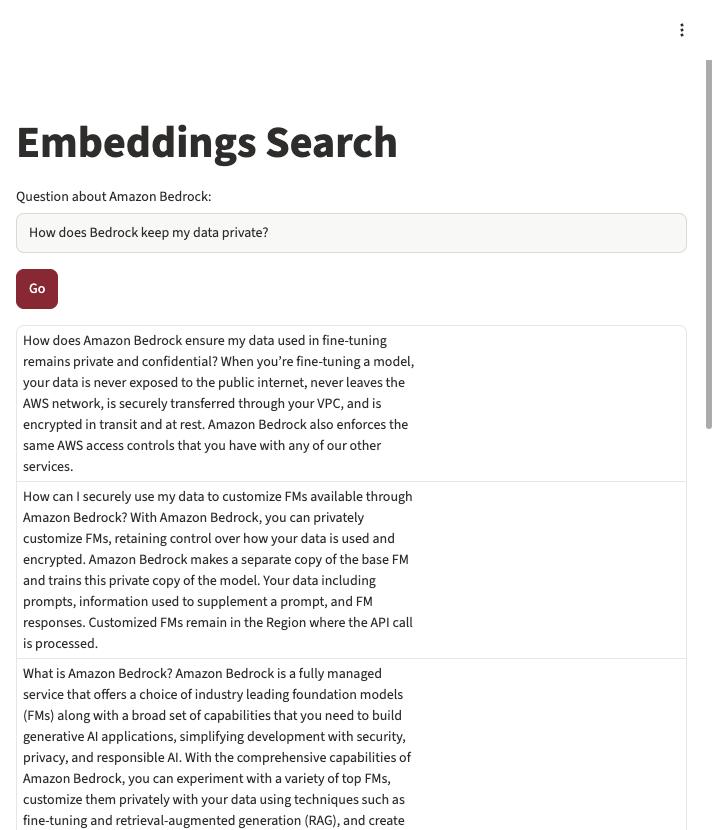 Embeddings Search
Question about Amazon Bedrock:
How does Bedrock keep my data private?
Go
How does Amazon Bedrock ensure my data used in fine-tuning
remains private and confidential? When you’re fine-tuning a model,
your data is never exposed to the public internet, never leaves the
AWS network, is securely transferred through your VPC, and is
encrypted in transit and at rest. Amazon Bedrock also enforces the
same AWS access controls that you have with any of our other
services.
How can I securely use my data to customize FMs available through
Amazon Bedrock? With Amazon Bedrock, you can privately
customize FMs, retaining control over how your data is used and
encrypted. Amazon Bedrock makes a separate copy of the base FM
and trains this private copy of the model. Your data including
prompts, information used to supplement a prompt, and FM
responses. Customized FMs remain in the Region where the API call
is processed.
What is Amazon Bedrock? Amazon Bedrock is a fully managed
service that offers a choice of industry leading foundation models
(FMs) along with a broad set of capabilities that you need to build
generative AI applications, simplifying development with security,
privacy, and responsible AI. With the comprehensive capabilities of
Amazon Bedrock, you can experiment with a variety of top FMs,
customize them privately with your data using techniques such as
fine-tuning and retrieval-augmented generation (RAG), and create